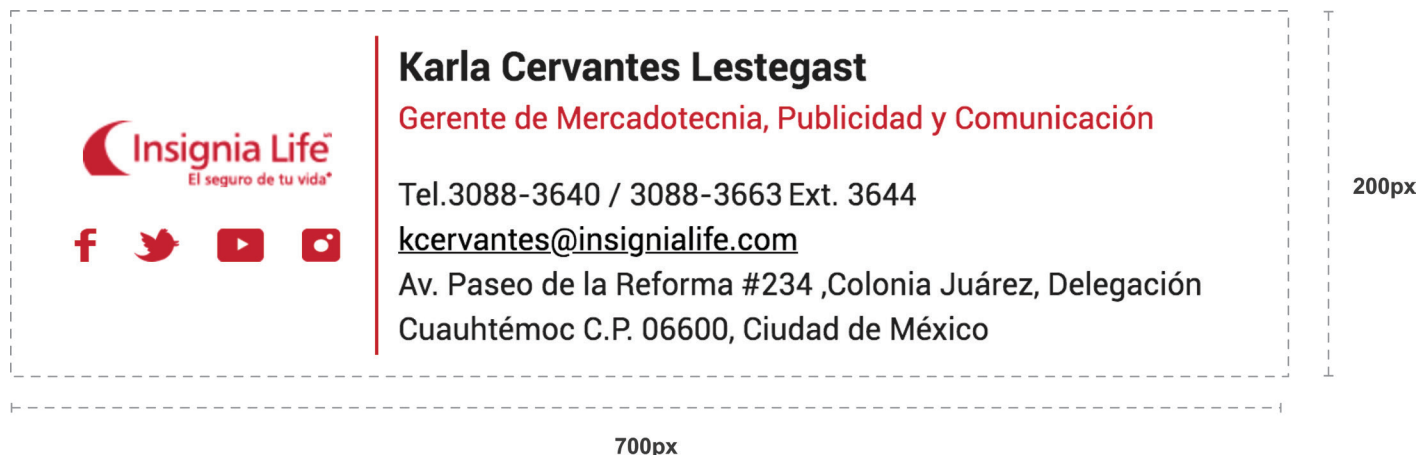 Insignia Life
El seguro de tu vida
Karla Cervantes Lestegast
Gerente de Mercadotecnia, Publicidad y Comunicación
Tel.3088-3640 / 3088-3663 Ext. 3644
kcervantes@insignialife.com
Av. Paseo de la Reforma #234 ,Colonia Juárez, Delegación
Cuauhtémoc C.P. 06600, Ciudad de México
200px
700px